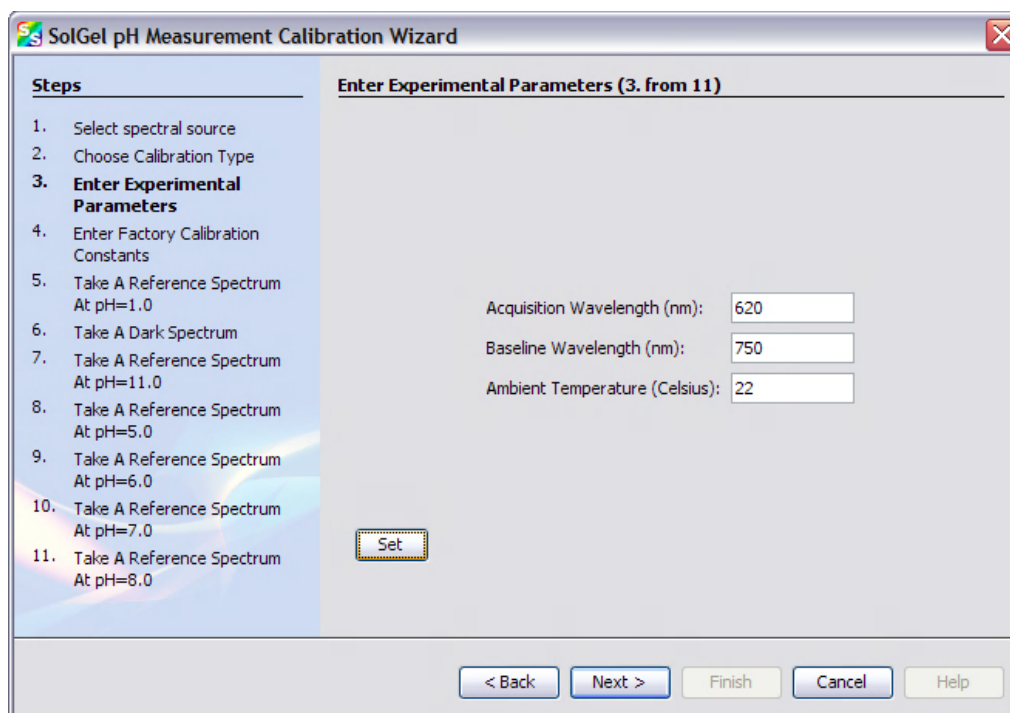 SolGel pH Measurement Calibration Wizard
Steps
1. Select spectral source
2. Choose Calibration Type
3. Enter Experimental
Parameters
4. Enter Factory Calibration
Constants
5. Take A Reference Spectrum
At pH=1.0
6. Take A Dark Spectrum
7. Take A Reference Spectrum
At pH=11.0
8. Take A Reference Spectrum
At pH=5.0
9. Take A Reference Spectrum
At pH=6.0
10. Take A Reference Spectrum
At pH=7.0
11. Take A Reference Spectrum
At pH=8.0
Enter Experimental Parameters (3. from 11)
Acquisition Wavelength (nm): 620
Baseline Wavelength (nm): 750
Ambient Temperature (Celsius): 22
Set
< Back Next > Finish Cancel Help